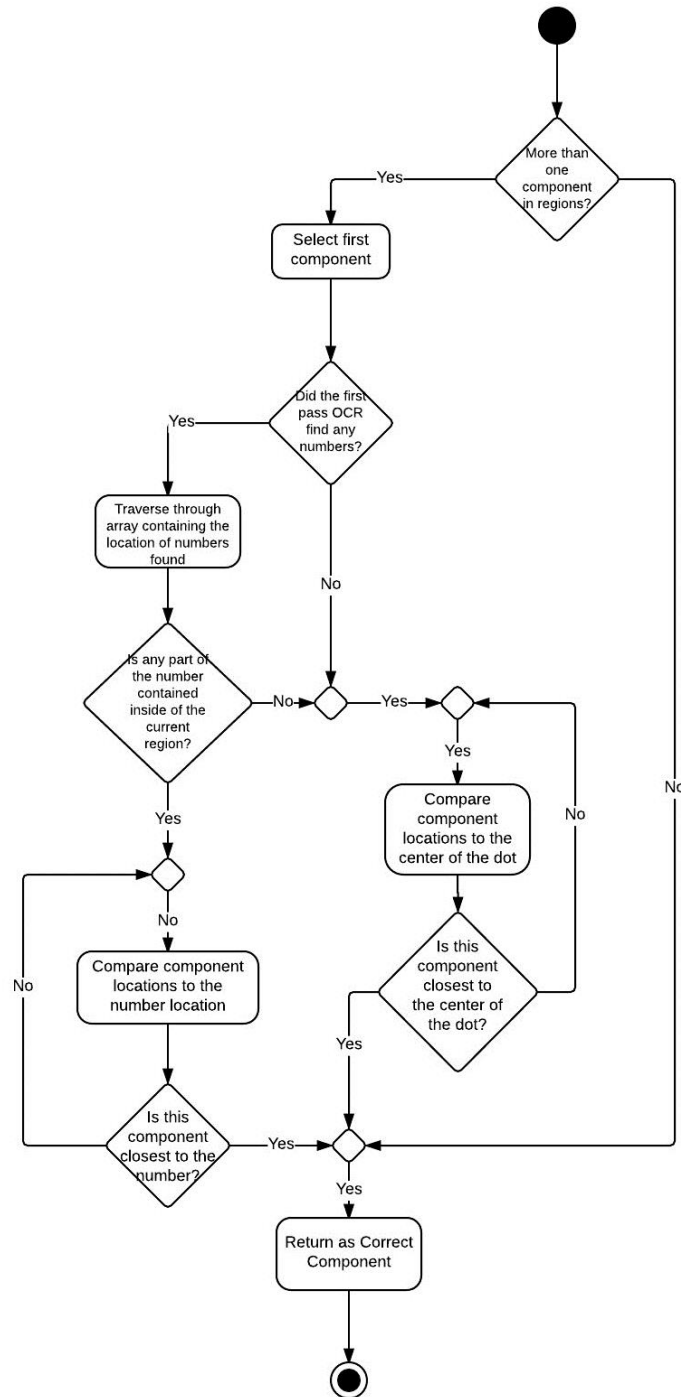 More than
one
component
in regions?
Yes
Select first
component
Did the first
pass OCR
find any
numbers?
Yes
Traverse through
array containing the
location of numbers
found
No
Is any part of
the number
contained
inside of the
current
region?
No
Yes
Yes
No
Compare
component
locations to the
center of the dot
No
Yes
No
Is this
component
closest to
the center of
the dot?
Compare component
locations to the
number location
No
Yes
Is this
component
closest to the
number?
Yes
Yes
Return as Correct
Component